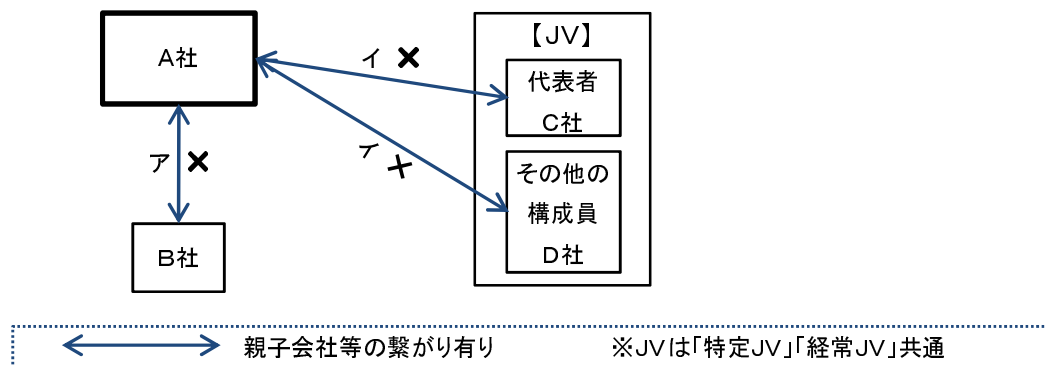 A社
イ ×
【JV】
代表者
C社
ア ×
イ ×
その他の
構成員
D社
B社
親子会社等の繋がり有り
※JVは｢特定JV｣｢経常JV｣共通